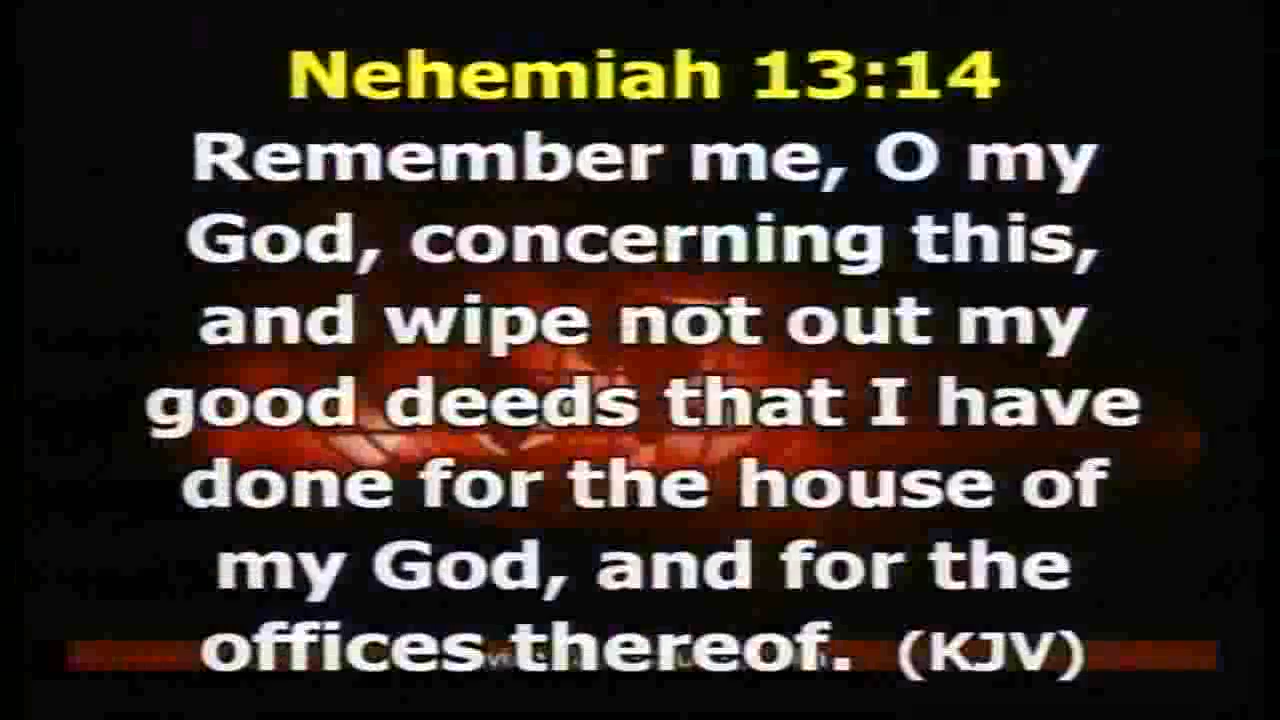 Nehemiah 13:14
Remember me, O my
God, concerning this,
and wipe not out my
good deeds that I have
done for the house of
my God, and for the
offices thereof. (KJV)